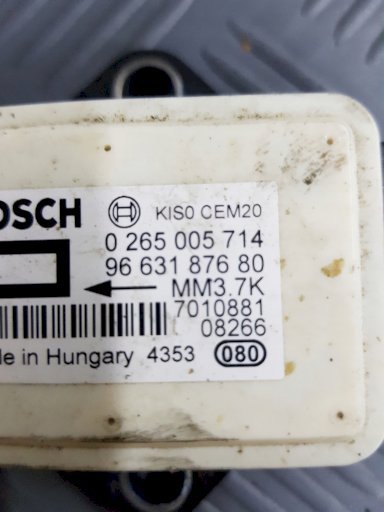 OSCH KIS0 CEM20
0 265 005 714
96 631 876 80
MM3.7K
7010881
08266
de in Hungary 4353 080